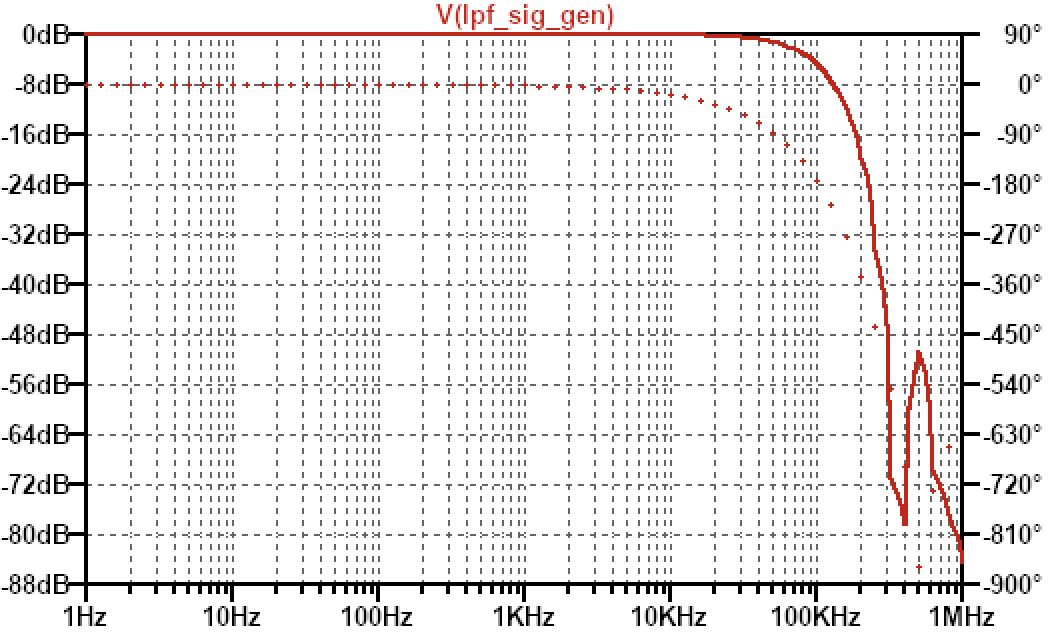 V(lpf_sig_gen)
0dB 90°
-8dB 0°
-16dB -90°
-24dB -180°
-32dB -270°
-40dB -360°
-48dB -450°
-56dB -540°
-64dB -630°
-72dB -720°
-80dB -810°
-88dB -900°
1Hz 10Hz 100Hz 1KHz 10KHz 100KHz 1MHz